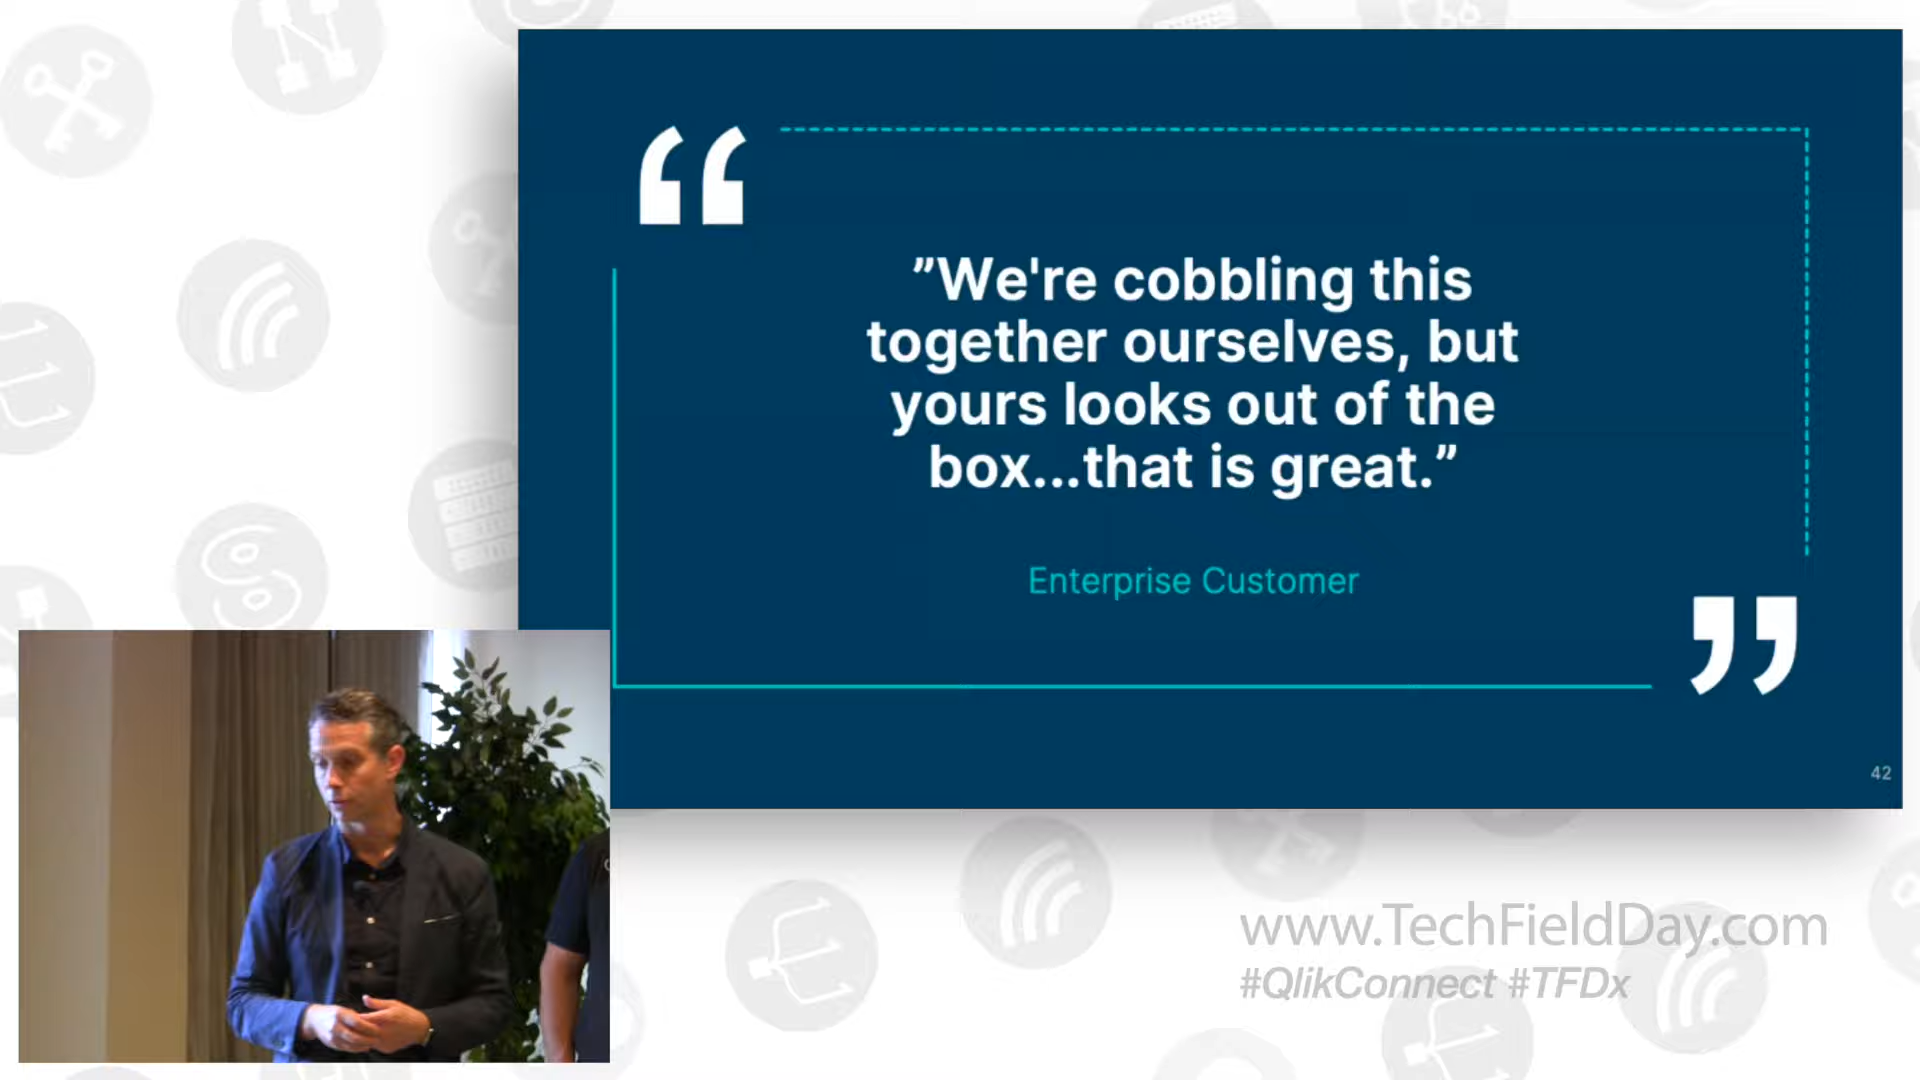 ”We're cobbling this
together ourselves, but
yours looks out of the
box...that is great.”
Enterprise Customer
42
www.TechFieldDay.com
#QlikConnect #TFDx